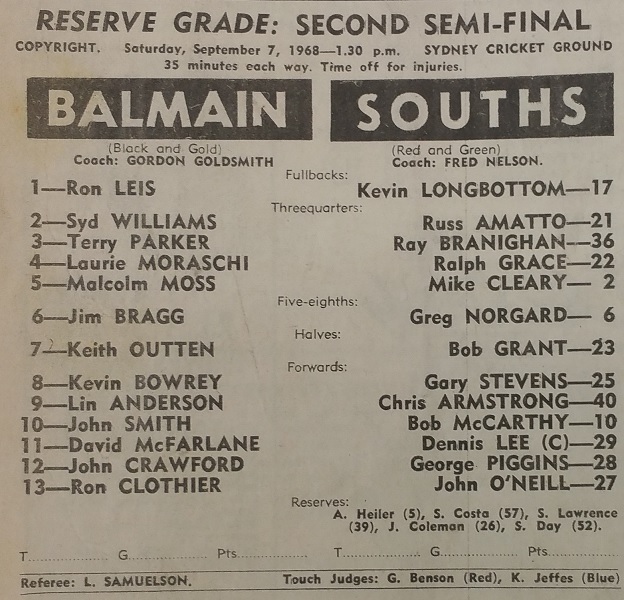 RESERVE GRADE: SECOND SEMI-FINAL
COPYRIGHT. Saturday, September 7, 1968—1.30 p.m. SYDNEY CRICKET GROUND
35 minutes each way. Time off for injuries.
BALMAIN SOUTHS
(Black and Gold) (Red and Green)
Coach: GORDON GOLDSMITH Coach: FRED NELSON.
Fullbacks:
1—Ron LEIS Kevin LONGBOTTOM—17
Threequarters:
2—Syd WILLIAMS Russ AMATTO—21
3—Terry PARKER Ray BRANIGHAN—36
4—Laurie MORASCHI Ralph GRACE—22
5—Malcolm MOSS Mike CLEARY— 2
Five-eighths:
6—Jim BRAGG Greg NORGARD— 6
Halves:
7—Keith OUTTEN Bob GRANT—23
Forwards:
8—Kevin BOWREY Gary STEVENS—25
9—Lin ANDERSON Chris ARMSTRONG—40
10—John SMITH Bob McCARTHY—10
11—David McFARLANE Dennis LEE (C)—29
12—John CRAWFORD George PIGGINS—28
13—Ron CLOTHIER John O'NEILL—27
Reserves:
A. Heiler (5), S. Costa (57), S. Lawrence
(39), J. Coleman (26), S. Day (52).
T.................... G.................... Pts.................... T.................... G.................... Pts....................
Referee: L. SAMUELSON. Touch Judges: G. Benson (Red), K. Jeffes (Blue)